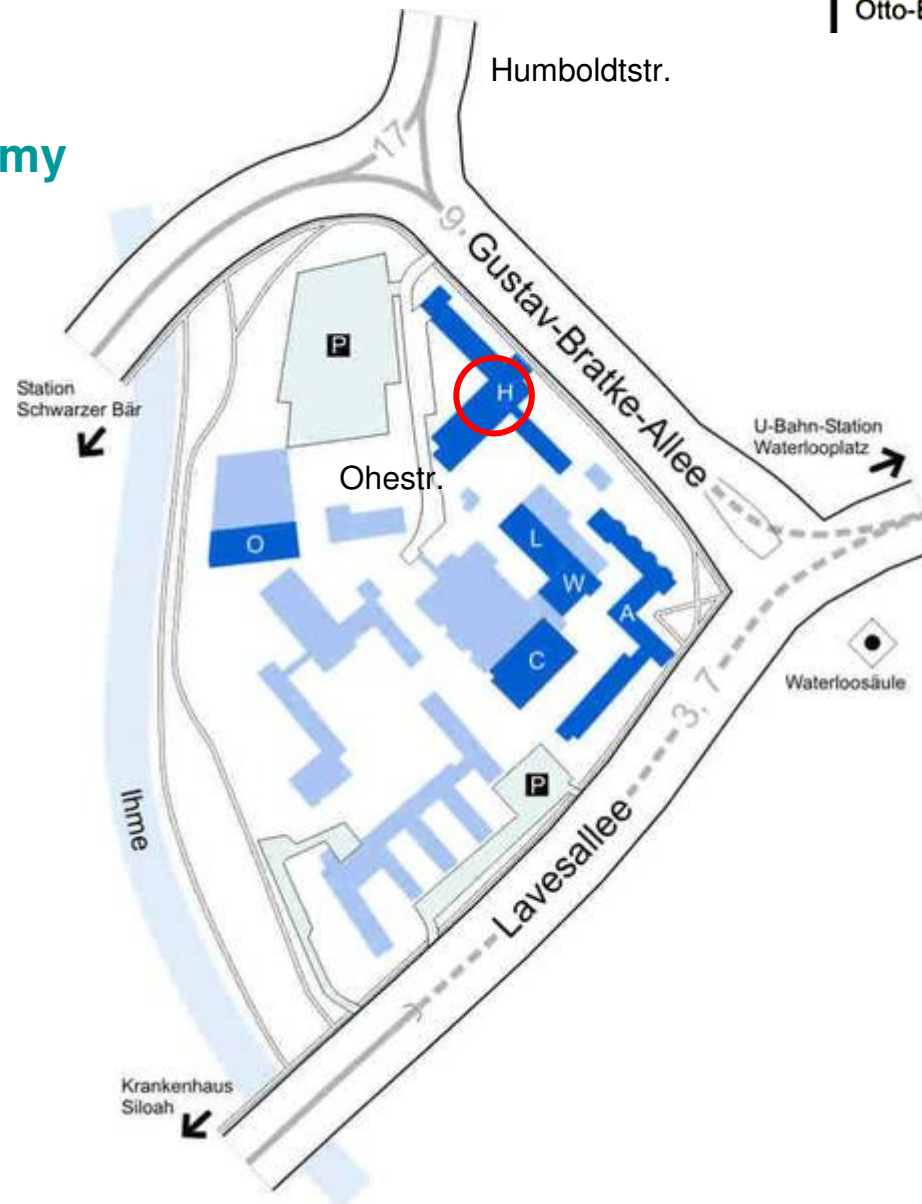 Otto-
Humboldtstr.
my
17
9.
Gustav-Bratke-Allee
P
Station
Schwarzer Bär
H
U-Bahn-Station
Waterlooplatz
Ohestr.
L
O
W
A
C
Waterloosäule
3, 7
P
Ihme
Lavesallee
Krankenhaus
Siloah